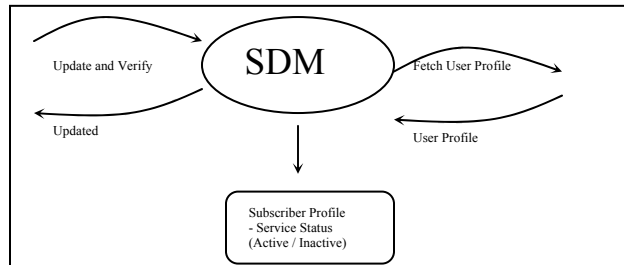 SDM
Update and Verify
Fetch User Profile
Updated
User Profile
Subscriber Profile
- Service Status
(Active / Inactive)